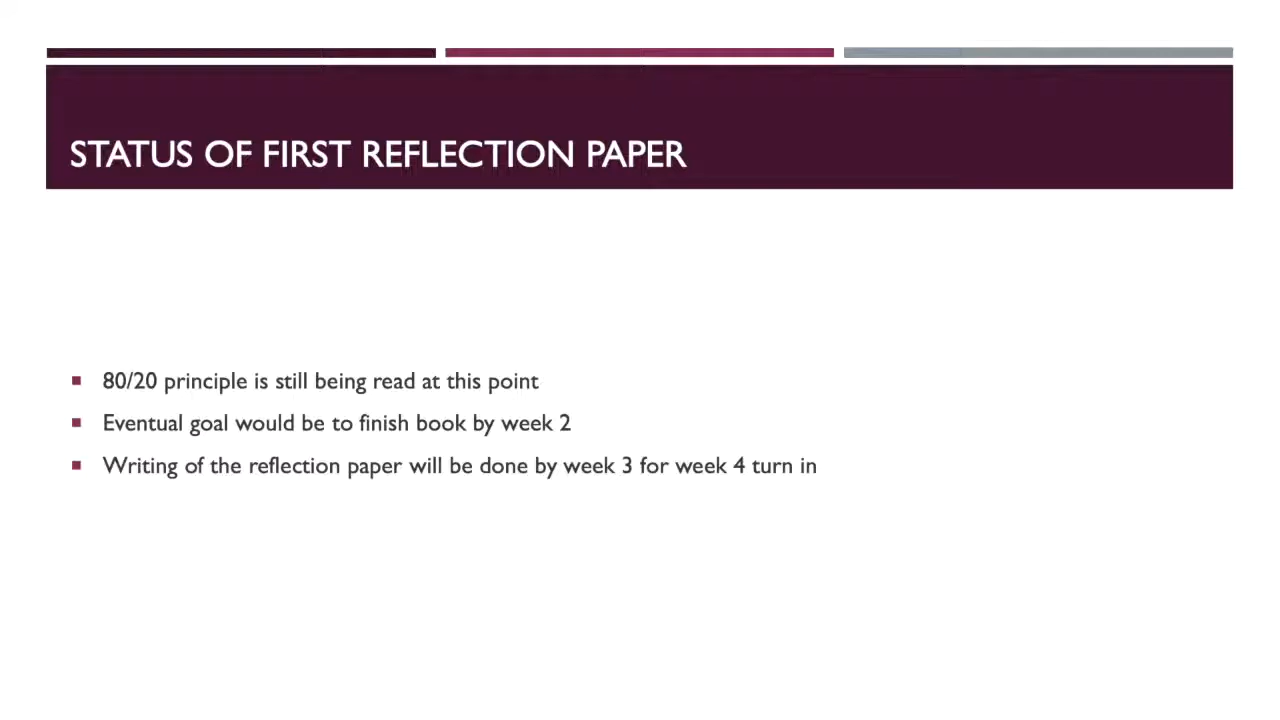 STATUS OF FIRST REFLECTION PAPER
80/20 principle is still being read at this point
Eventual goal would be to finish book by week 2
Writing of the reflection paper will be done by week 3 for week 4 turn in